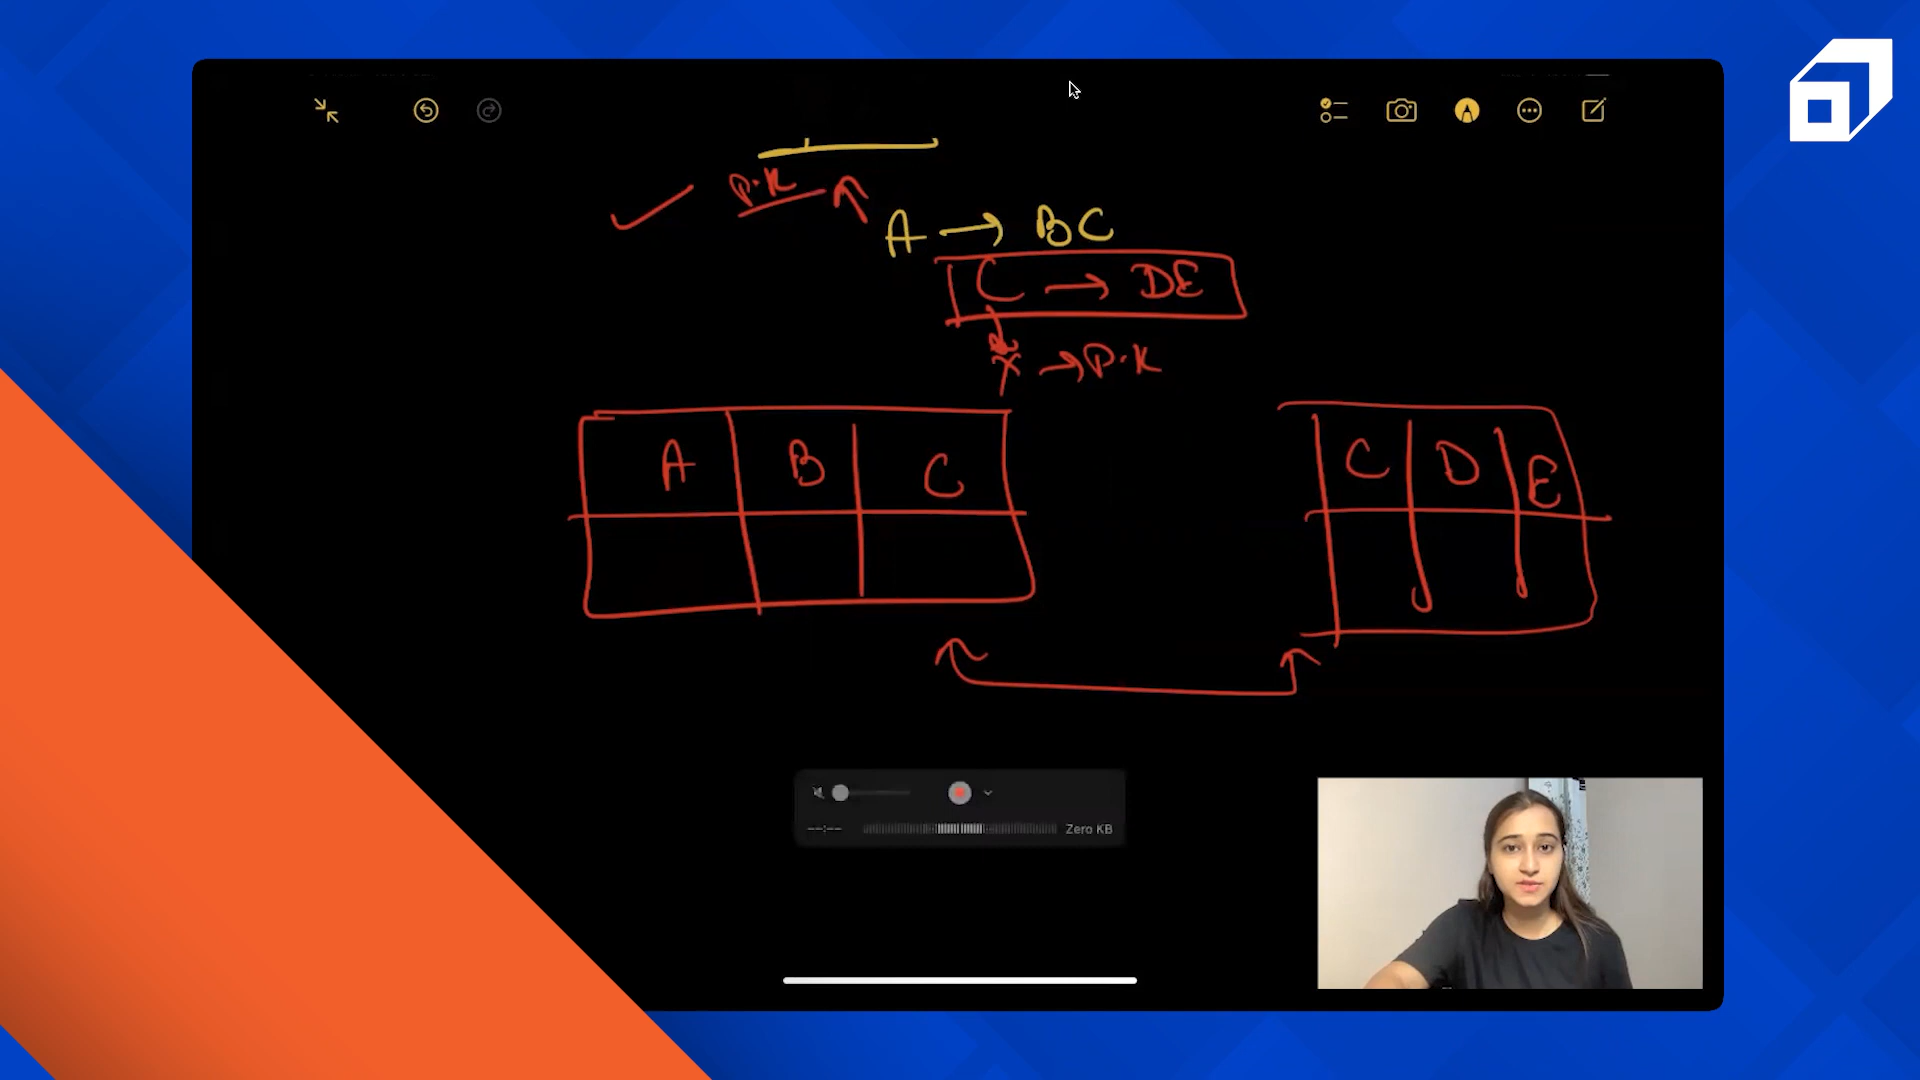 P.K
A → BC
C → DE
x → P.K
A B C
C D E
--:-- Zero KB